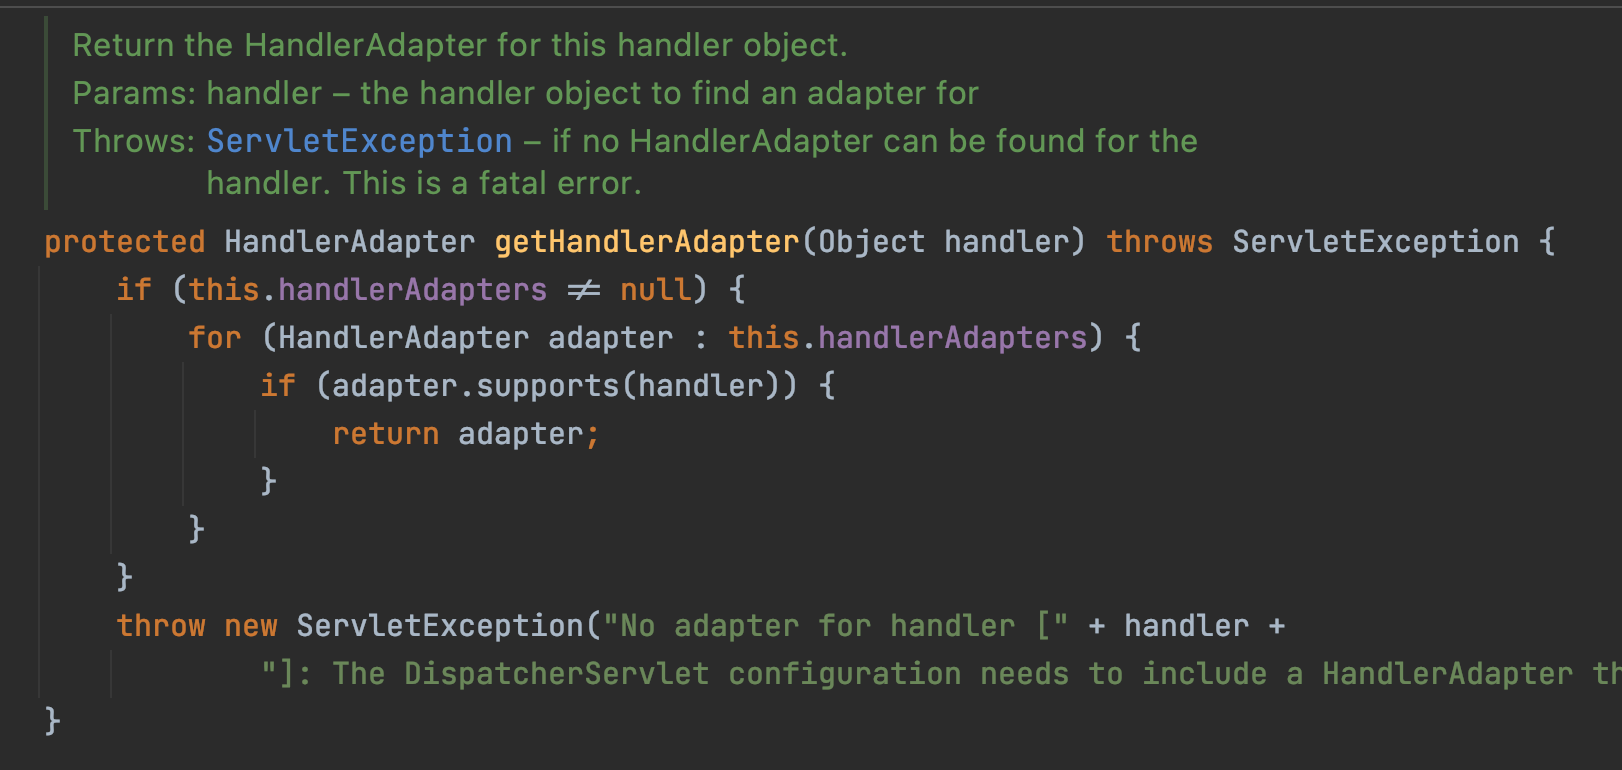 Return the HandlerAdapter for this handler object.
Params: handler – the handler object to find an adapter for
Throws: ServletException – if no HandlerAdapter can be found for the
handler. This is a fatal error.
protected HandlerAdapter getHandlerAdapter(Object handler) throws ServletException {
if (this.handlerAdapters ≠ null) {
for (HandlerAdapter adapter : this.handlerAdapters) {
if (adapter.supports(handler)) {
return adapter;
}
}
}
throw new ServletException("No adapter for handler [" + handler +
"]: The DispatcherServlet configuration needs to include a HandlerAdapter th
}